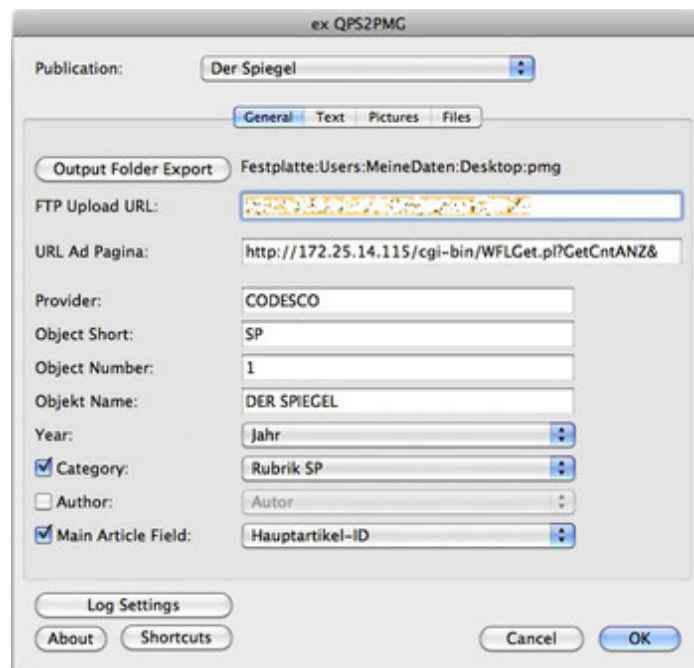 ex QPS2PMG
Publication: Der Spiegel
General Text Pictures Files
Output Folder Export Festplatte:Users:MeineDaten:Desktop:pmg
FTP Upload URL:
URL Ad Pagina: http://172.25.14.115/cgi-bin/WFLGet.pl?GetCntANZ&
Provider: CODESCO
Object Short: SP
Object Number: 1
Objekt Name: DER SPIEGEL
Year: Jahr
Category: Rubrik SP
Author: Autor
Main Article Field: Hauptartikel-ID
Log Settings
About Shortcuts Cancel OK